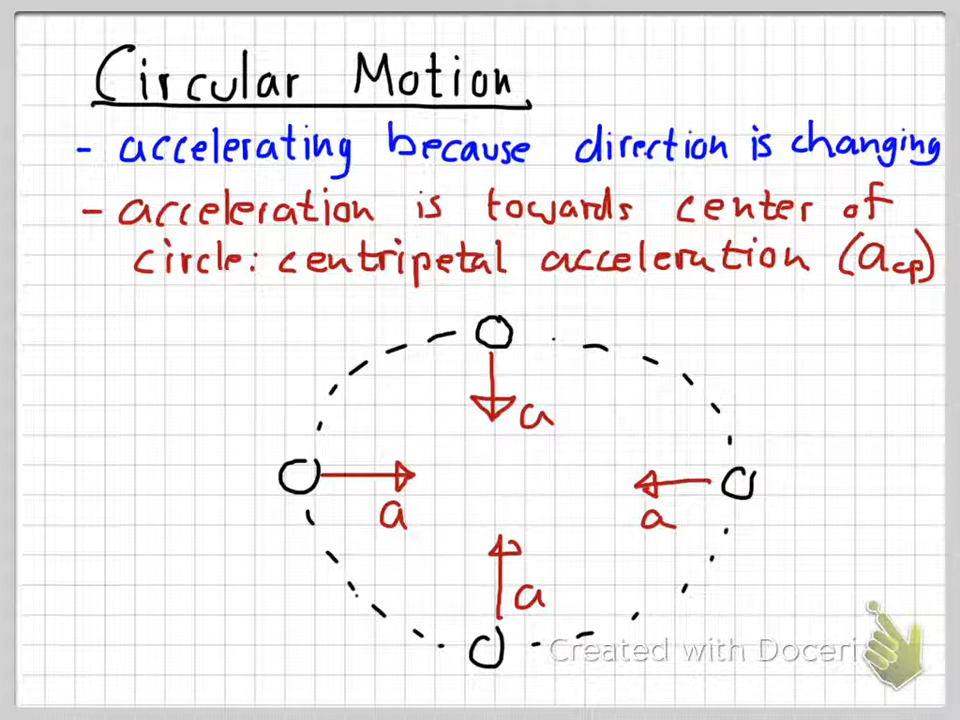 Circular Motion
- accelerating because direction is changing
- acceleration is towards center of
circle: centripetal acceleration (acp)
a
a
a
a
Created with Doceri